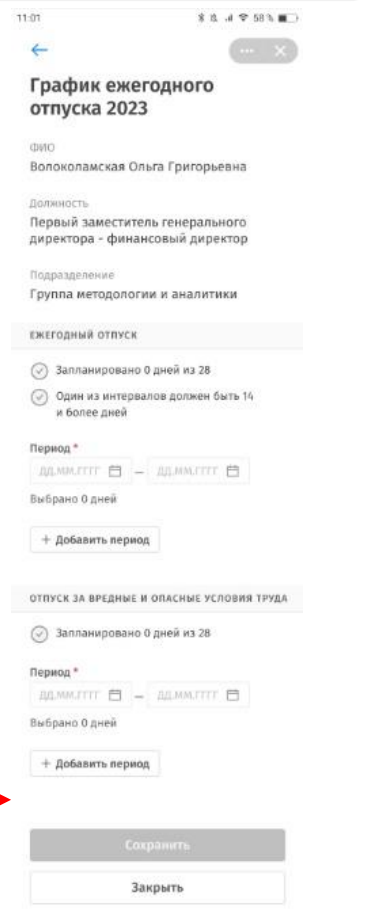 11:01
58 %
График ежегодного
отпуска 2023
ФИО
Волоколамская Ольга Григорьевна
Должность
Первый заместитель генерального
директора - финансовый директор
Подразделение
Группа методологии и аналитики
ЕЖЕГОДНЫЙ ОТПУСК
Запланировано 0 дней из 28
Один из интервалов должен быть 14
и более дней
Период *
ДД.ММ.ГГГГ – ДД.ММ.ГГГГ
Выбрано 0 дней
+ Добавить период
ОТПУСК ЗА ВРЕДНЫЕ И ОПАСНЫЕ УСЛОВИЯ ТРУДА
Запланировано 0 дней из 28
Период *
ДД.ММ.ГГГГ – ДД.ММ.ГГГГ
Выбрано 0 дней
+ Добавить период
Сохранить
Закрыть